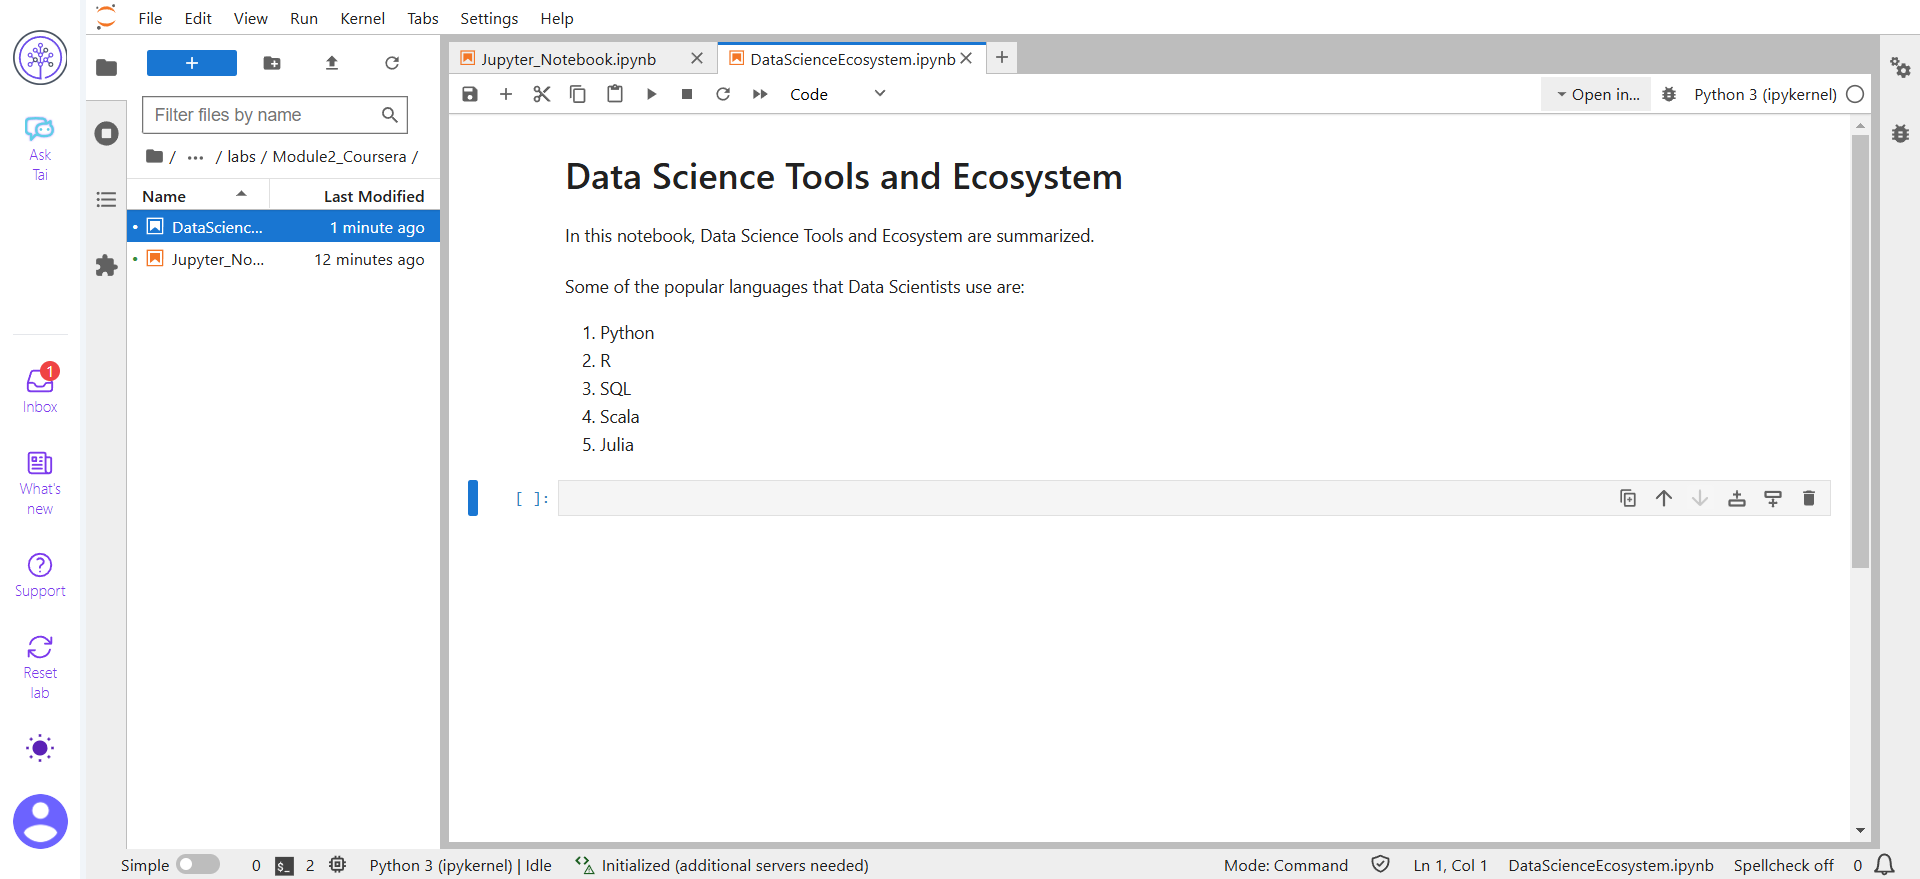 File Edit View Run Kernel Tabs Settings Help
Ask
Tai
Inbox
1
What's
new
Support
Reset
lab
Filter files by name
/ ... / labs / Module2_Coursera /
Name Last Modified
DataScienc... 1 minute ago
Jupyter_No... 12 minutes ago
Jupyter_Notebook.ipynb DataScienceEcosystem.ipynb
Code Open in... Python 3 (ipykernel)
Data Science Tools and Ecosystem
In this notebook, Data Science Tools and Ecosystem are summarized.
Some of the popular languages that Data Scientists use are:
1. Python
2. R
3. SQL
4. Scala
5. Julia
[ ]:
Simple 0 $_ 2 Python 3 (ipykernel) | Idle Initialized (additional servers needed) Mode: Command Ln 1, Col 1 DataScienceEcosystem.ipynb Spellcheck off 0